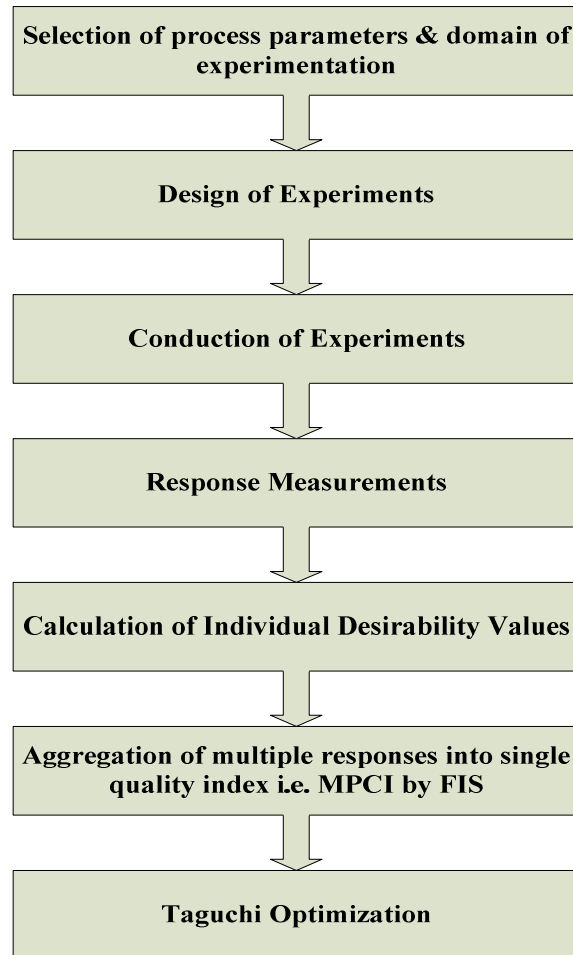 Selection of process parameters & domain of
experimentation
Design of Experiments
Conduction of Experiments
Response Measurements
Calculation of Individual Desirability Values
Aggregation of multiple responses into single
quality index i.e. MPCI by FIS
Taguchi Optimization